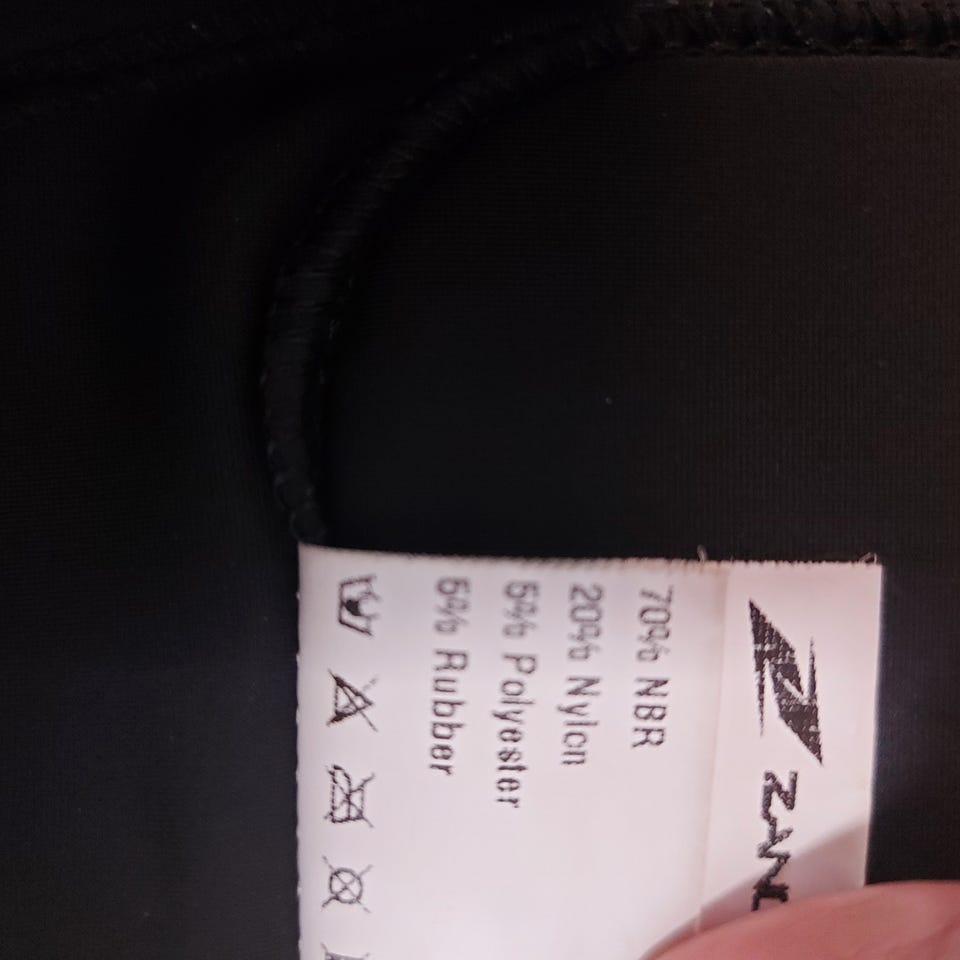 70% NBR
20% Nylon
5% Polyester
5% Rubber